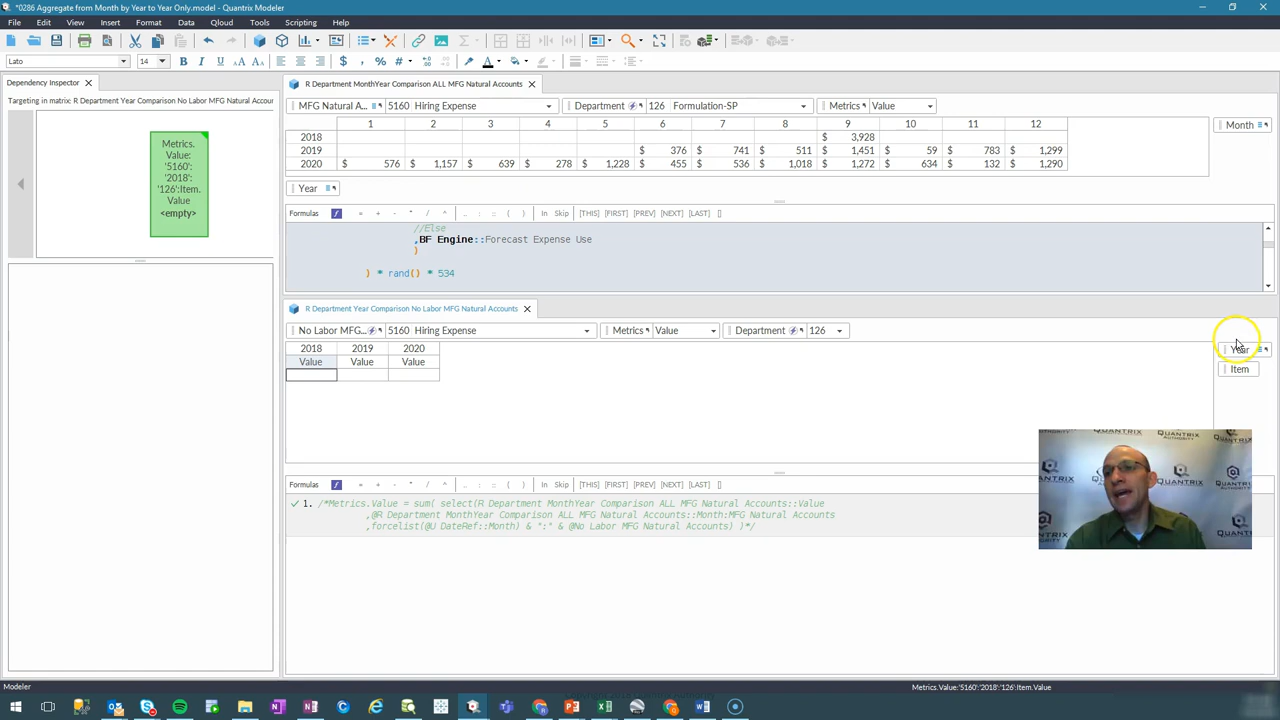 *0286 Aggregate from Month by Year to Year Only.model - Quantrix Modeler
File Edit View Insert Format Data Qloud Tools Scripting Help
Lato 14 B I U A A $ , % #
Dependency Inspector
Targeting in matrix: R Department Year Comparison No Labor MFG Natural Accour
Metrics.
Value:
'5160':
'2018':
'126':Item.
Value
<empty>
R Department MonthYear Comparison ALL MFG Natural Accounts
MFG Natural A... 5160 Hiring Expense Department 126 Formulation-SP Metrics Value
1 2 3 4 5 6 7 8 9 10 11 12 Month
2018 $ 3,928
2019 $ 376 $ 741 $ 511 $ 1,451 $ 59 $ 783 $ 1,299
2020 $ 576 $ 1,157 $ 639 $ 278 $ 1,228 $ 455 $ 536 $ 1,018 $ 1,272 $ 634 $ 132 $ 1,290
Year
Formulas f = + - * / ^ .. : :: ( ) In Skip [THIS] [FIRST] [PREV] [NEXT] [LAST] []
//Else
,BF Engine::Forecast Expense Use
)
) * rand() * 534
R Department Year Comparison No Labor MFG Natural Accounts
No Labor MFG... 5160 Hiring Expense Metrics Value Department 126
2018 2019 2020 Year
Value Value Value Item
QUANTRIX
AUTHORITY
Formulas f = + - * / ^ .. : :: ( ) In Skip [THIS] [FIRST] [PREV] [NEXT] [LAST] []
1. /*Metrics.Value = sum( select(R Department MonthYear Comparison ALL MFG Natural Accounts::Value
,@R Department MonthYear Comparison ALL MFG Natural Accounts::Month:MFG Natural Accounts
,forcelist(@U DateRef::Month) & ":" & @No Labor MFG Natural Accounts) )*/
Modeler Metrics.Value:'5160':'2018':'126':Item.Value